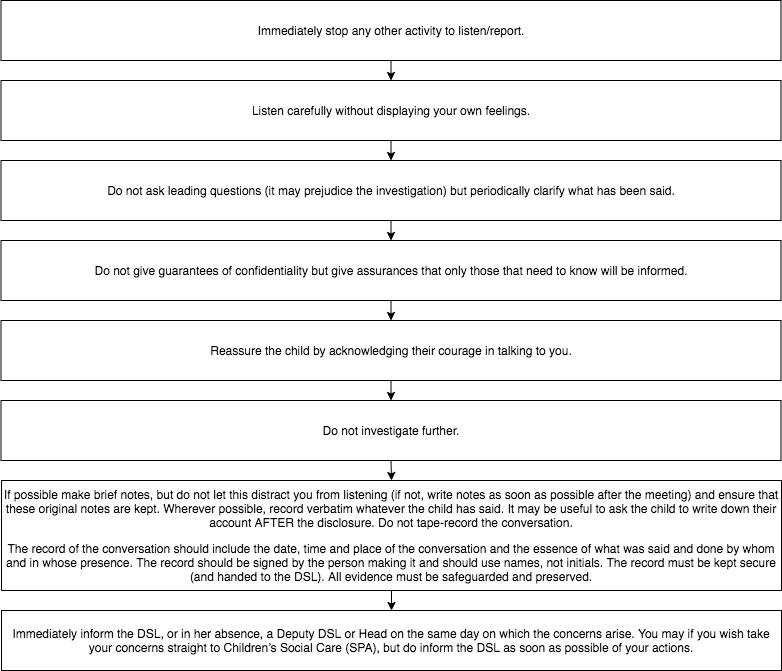 Immediately stop any other activity to listen/report.
Listen carefully without displaying your own feelings.
Do not ask leading questions (it may prejudice the investigation) but periodically clarify what has been said.
Do not give guarantees of confidentiality but give assurances that only those that need to know will be informed.
Reassure the child by acknowledging their courage in talking to you.
Do not investigate further.
If possible make brief notes, but do not let this distract you from listening (if not, write notes as soon as possible after the meeting) and ensure that
these original notes are kept. Wherever possible, record verbatim whatever the child has said. It may be useful to ask the child to write down their
account AFTER the disclosure. Do not tape-record the conversation.
The record of the conversation should include the date, time and place of the conversation and the essence of what was said and done by whom
and in whose presence. The record should be signed by the person making it and should use names, not initials. The record must be kept secure
(and handed to the DSL). All evidence must be safeguarded and preserved.
Immediately inform the DSL, or in her absence, a Deputy DSL or Head on the same day on which the concerns arise. You may if you wish take
your concerns straight to Children's Social Care (SPA), but do inform the DSL as soon as possible of your actions.